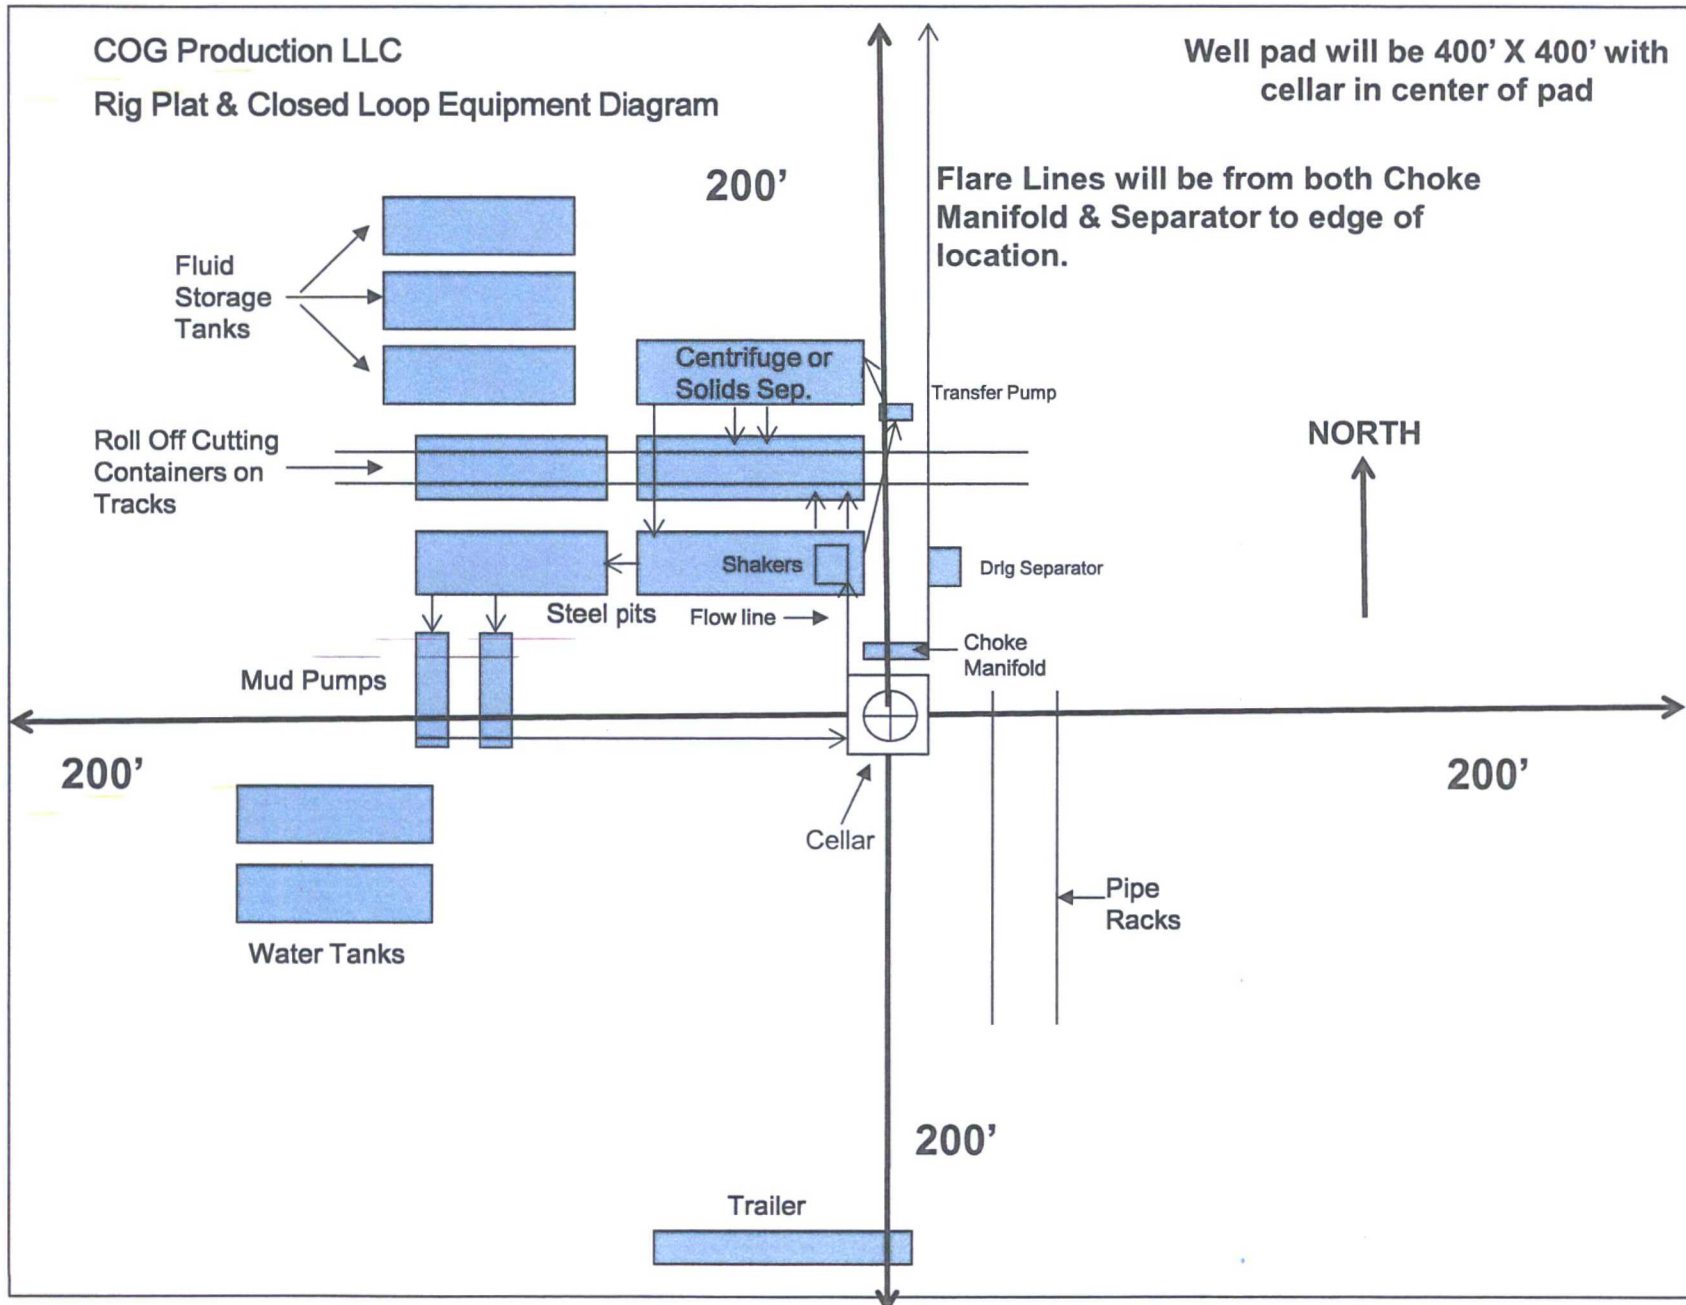 COG Production LLC
Rig Plat & Closed Loop Equipment Diagram
Well pad will be 400’ X 400’ with
cellar in center of pad
200’
Flare Lines will be from both Choke
Manifold & Separator to edge of
location.
Fluid
Storage
Tanks
Centrifuge or
Solids Sep.
Transfer Pump
Roll Off Cutting
Containers on
Tracks
NORTH
Shakers
Drlg Separator
Steel pits
Flow line
Choke
Manifold
Mud Pumps
200’
200’
Cellar
Pipe
Racks
Water Tanks
200’
Trailer